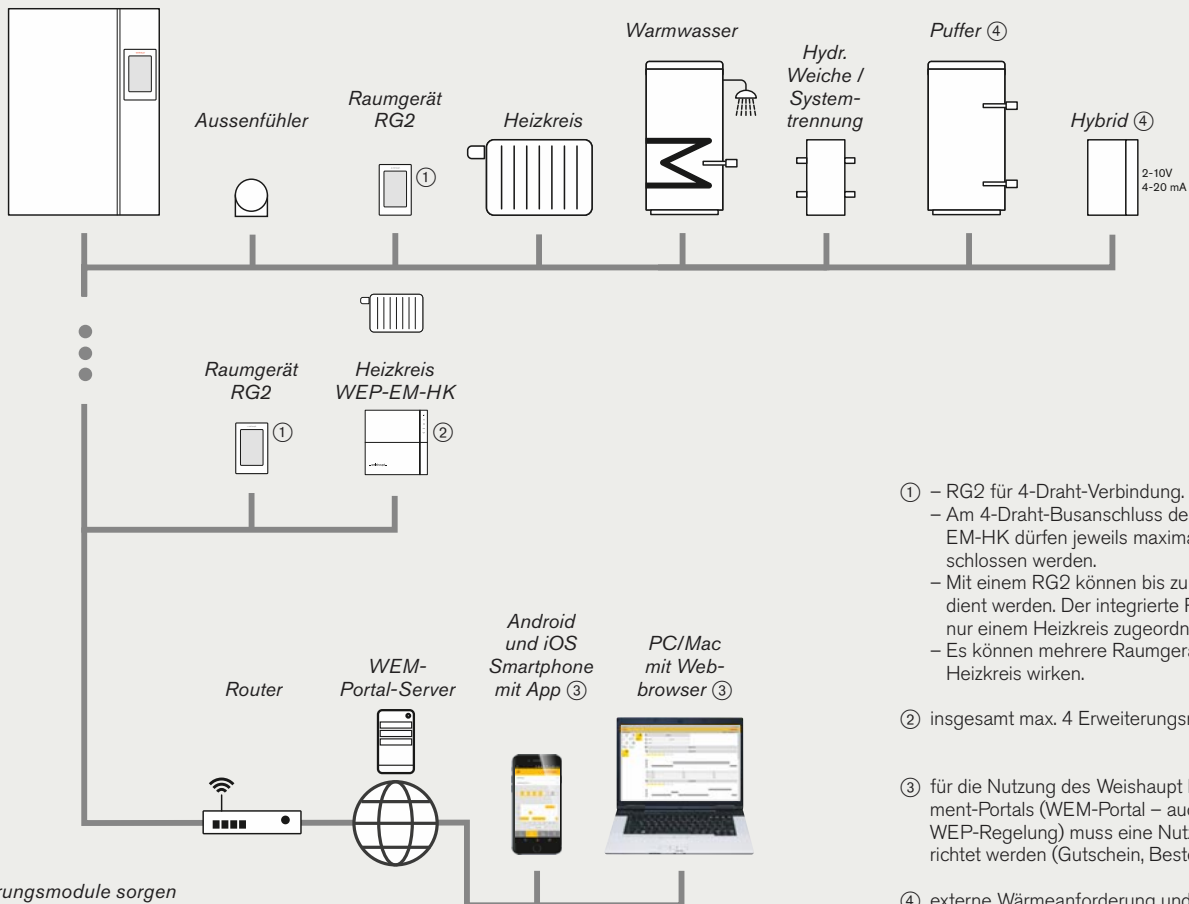 Warmwasser
Puffer ④
Hydr.
Weiche /
System-
trennung
Raumgerät
RG2
Aussenfühler
Heizkreis
Hybrid ④
①
2-10V
4-20 mA
Raumgerät
RG2
Heizkreis
WEP-EM-HK
①
②
① – RG2 für 4-Draht-Verbindung.
– Am 4-Draht-Busanschluss de
EM-HK dürfen jeweils maxima
schlossen werden.
– Mit einem RG2 können bis zu
dient werden. Der integrierte
nur einem Heizkreis zugeordn
– Es können mehrere Raumgerä
Heizkreis wirken.
② insgesamt max. 4 Erweiterungs
③ für die Nutzung des Weishaupt
ment-Portals (WEM-Portal – au
WEP-Regelung) muss eine Nut
richtet werden (Gutschein, Beste
④ externe Wärmeanforderung und
Router
WEM-
Portal-Server
Android
und iOS
Smartphone
mit App ③
PC/Mac
mit Web-
browser ③
rungsmodule sorgen